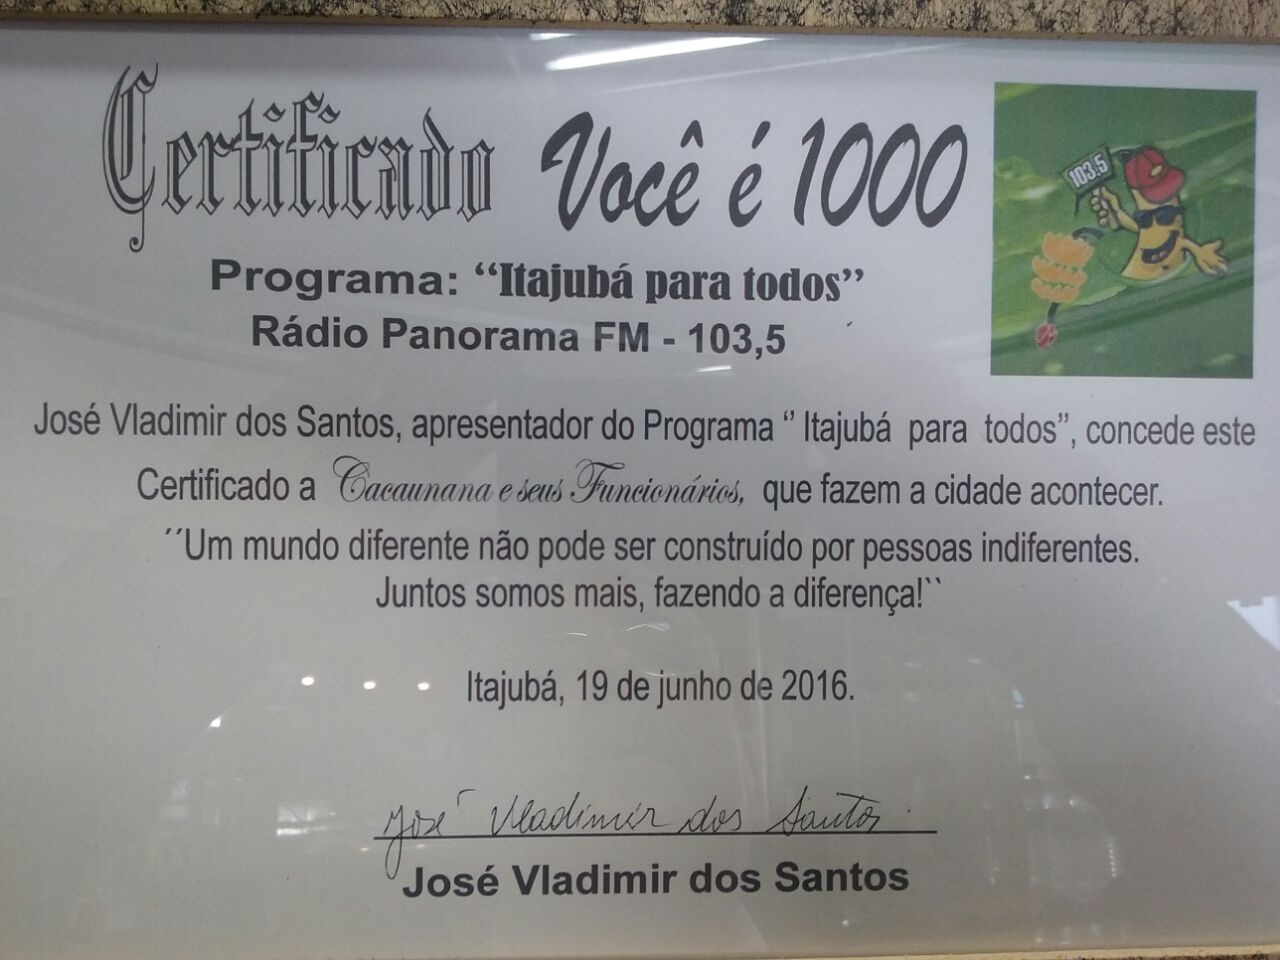 Certificado Você é 1000
103,5
Programa: “Itajubá para todos”
Rádio Panorama FM - 103,5
José Vladimir dos Santos, apresentador do Programa “ Itajubá para todos”, concede este
Certificado a Cacaunana e seus Funcionários, que fazem a cidade acontecer.
´´Um mundo diferente não pode ser construído por pessoas indiferentes.
Juntos somos mais, fazendo a diferença!``
Itajubá, 19 de junho de 2016.
José Vladimir dos Santos
José Vladimir dos Santos